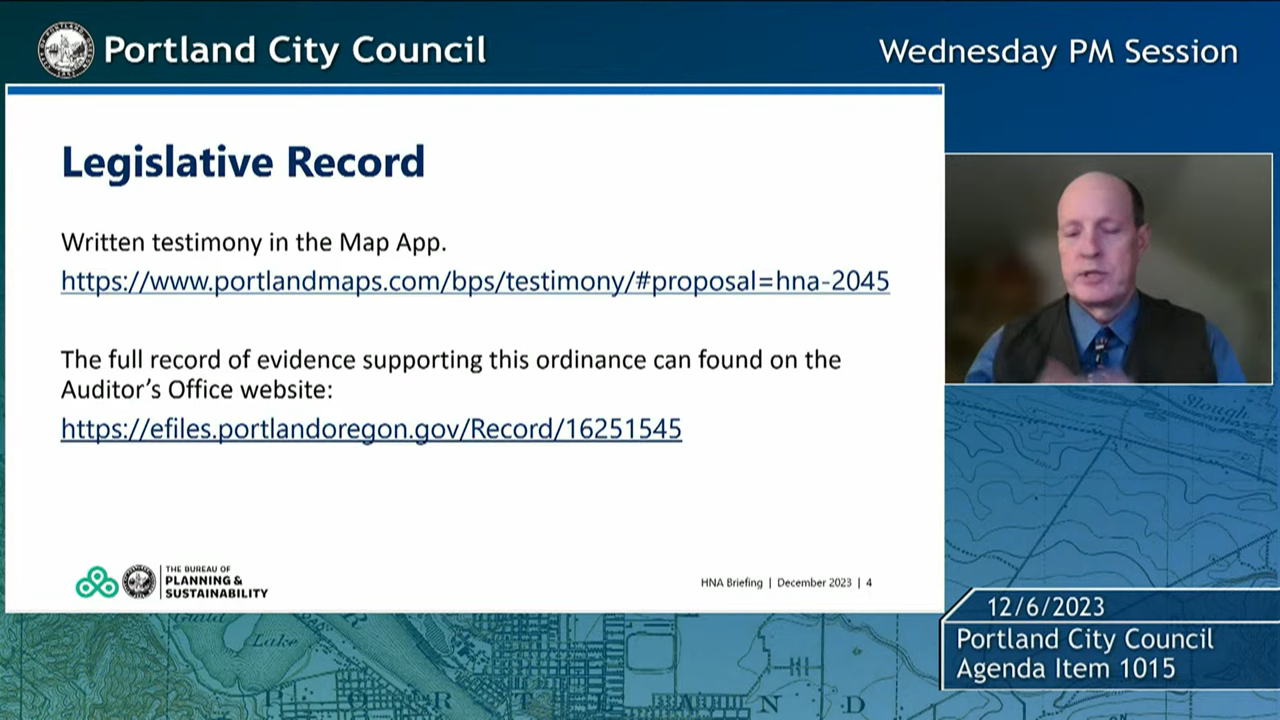 Portland City Council
Wednesday PM Session
Legislative Record
Written testimony in the Map App.
https://www.portlandmaps.com/bps/testimony/#proposal=hna-2045
The full record of evidence supporting this ordinance can found on the
Auditor's Office website:
https://efiles.portlandoregon.gov/Record/16251545
THE BUREAU OF
PLANNING &
SUSTAINABILITY
HNA Briefing | December 2023 | 4
Slough
12/6/2023
Portland City Council
Agenda Item 1015
Guild
Lake
P O R T L A N D